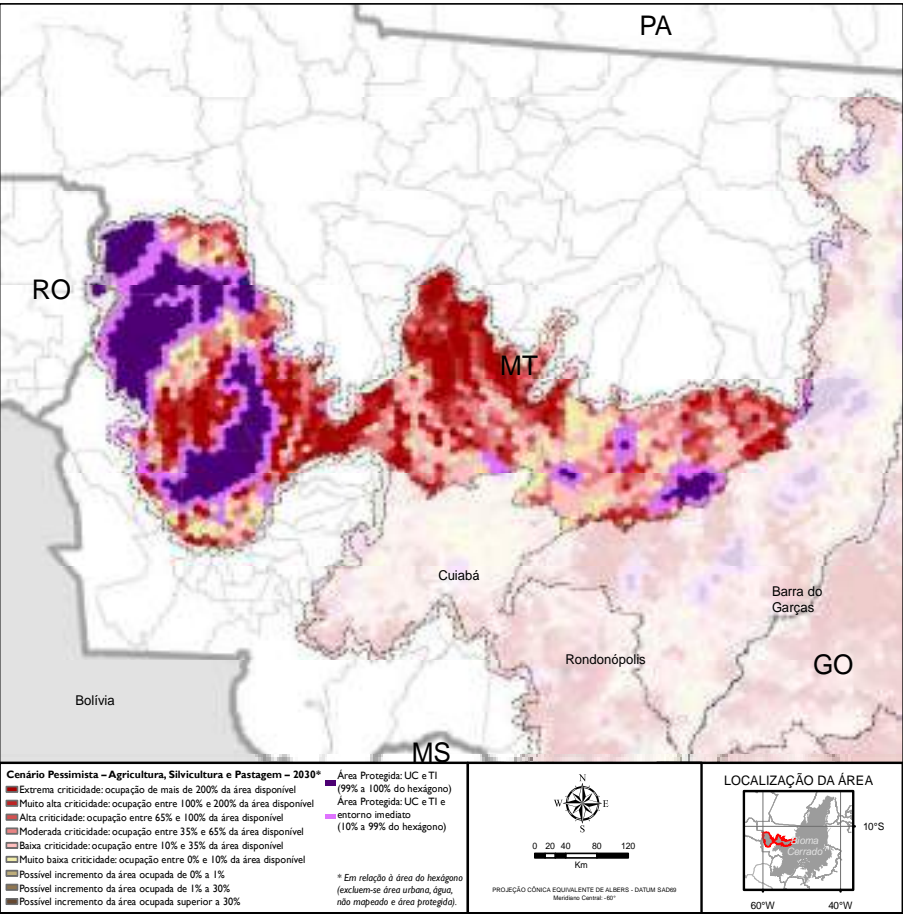 PA
RO
MT
Cuiabá
Barra do
Garças
Rondonópolis
GO
Bolívia
MS
Cenário Pessimista – Agricultura, Silvicultura e Pastagem – 2030*
Extrema criticidade: ocupação de mais de 200% da área disponível
Muito alta criticidade: ocupação entre 100% e 200% da área disponível
Alta criticidade: ocupação entre 65% e 100% da área disponível
Moderada criticidade: ocupação entre 35% e 65% da área disponível
Baixa criticidade: ocupação entre 10% e 35% da área disponível
Muito baixa criticidade: ocupação entre 0% e 10% da área disponível
Possível incremento da área ocupada de 0% a 1%
Possível incremento da área ocupada de 1% a 30%
Possível incremento da área ocupada superior a 30%
Área Protegida: UC e TI
(99% a 100% do hexágono)
Área Protegida: UC e TI e
entorno imediato
(10% a 99% do hexágono)
* Em relação à área do hexágono
(excluem-se área urbana, água,
não mapeado e área protegida).
N
W E
S
0 20 40 80 120
Km
PROJEÇÃO CÔNICA EQUIVALENTE DE ALBERS - DATUM SAD69
Meridiano Central: -60°
LOCALIZAÇÃO DA ÁREA
10°S
Bioma
Cerrado
60°W 40°W